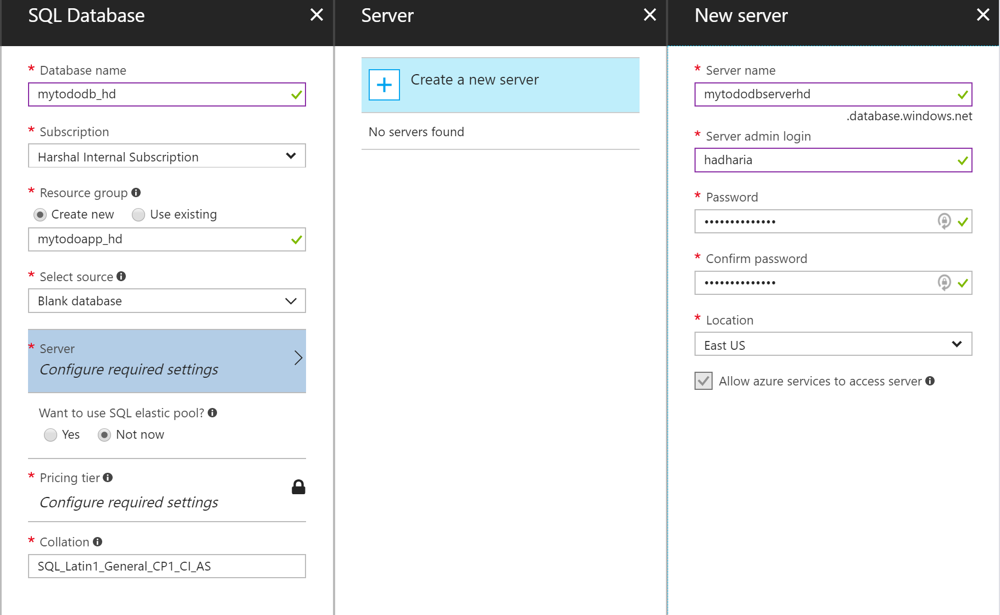 SQL Database
* Database name
mytododb_hd
* Subscription
Harshal Internal Subscription
* Resource group
Create new
Use existing
mytodoapp_hd
* Select source
Blank database
* Server
Configure required settings
Want to use SQL elastic pool?
Yes
Not now
* Pricing tier
Configure required settings
* Collation
SQL_Latin1_General_CP1_CI_AS
Server
Create a new server
No servers found
New server
* Server name
mytododbserverhd
.database.windows.net
* Server admin login
hadharia
* Password
••••••••••••••
* Confirm password
••••••••••••••
* Location
East US
Allow azure services to access server